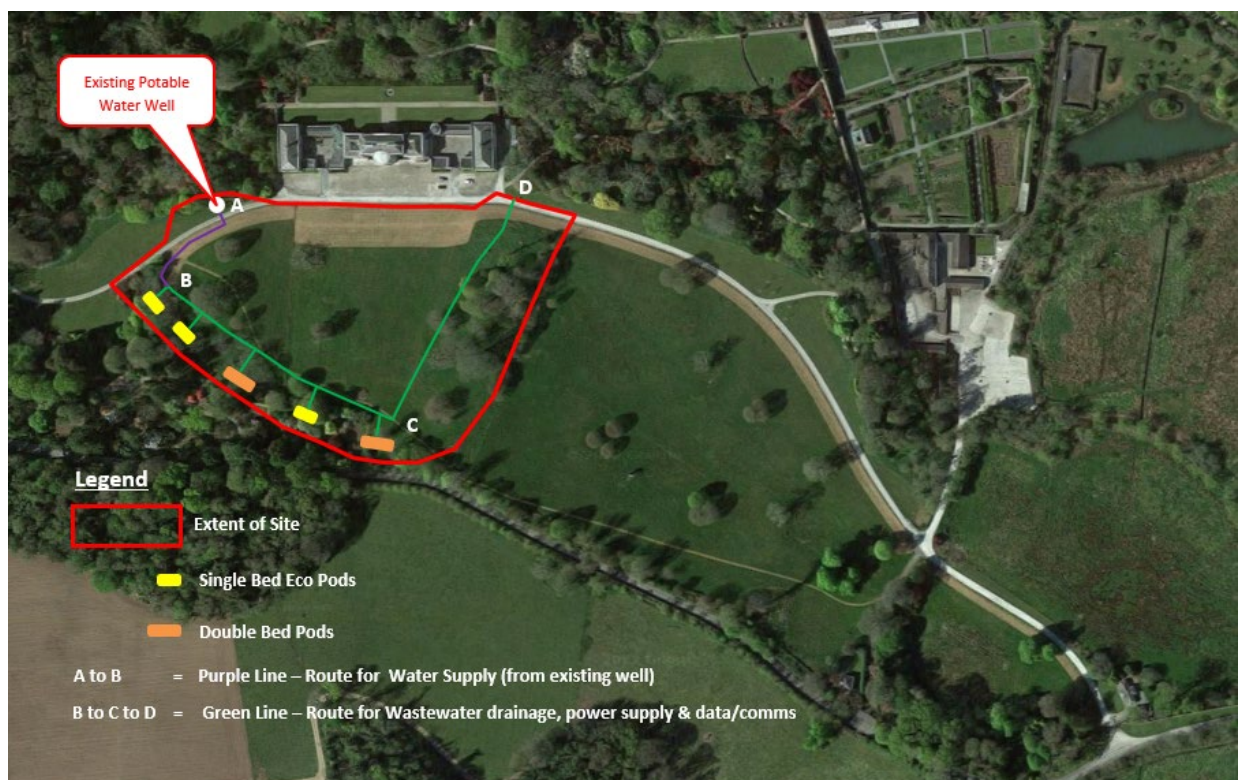 Existing Potable
Water Well
A
D
B
C
Legend
Extent of Site
Single Bed Eco Pods
Double Bed Pods
A to B = Purple Line – Route for Water Supply (from existing well)
B to C to D = Green Line – Route for Wastewater drainage, power supply & data/comms